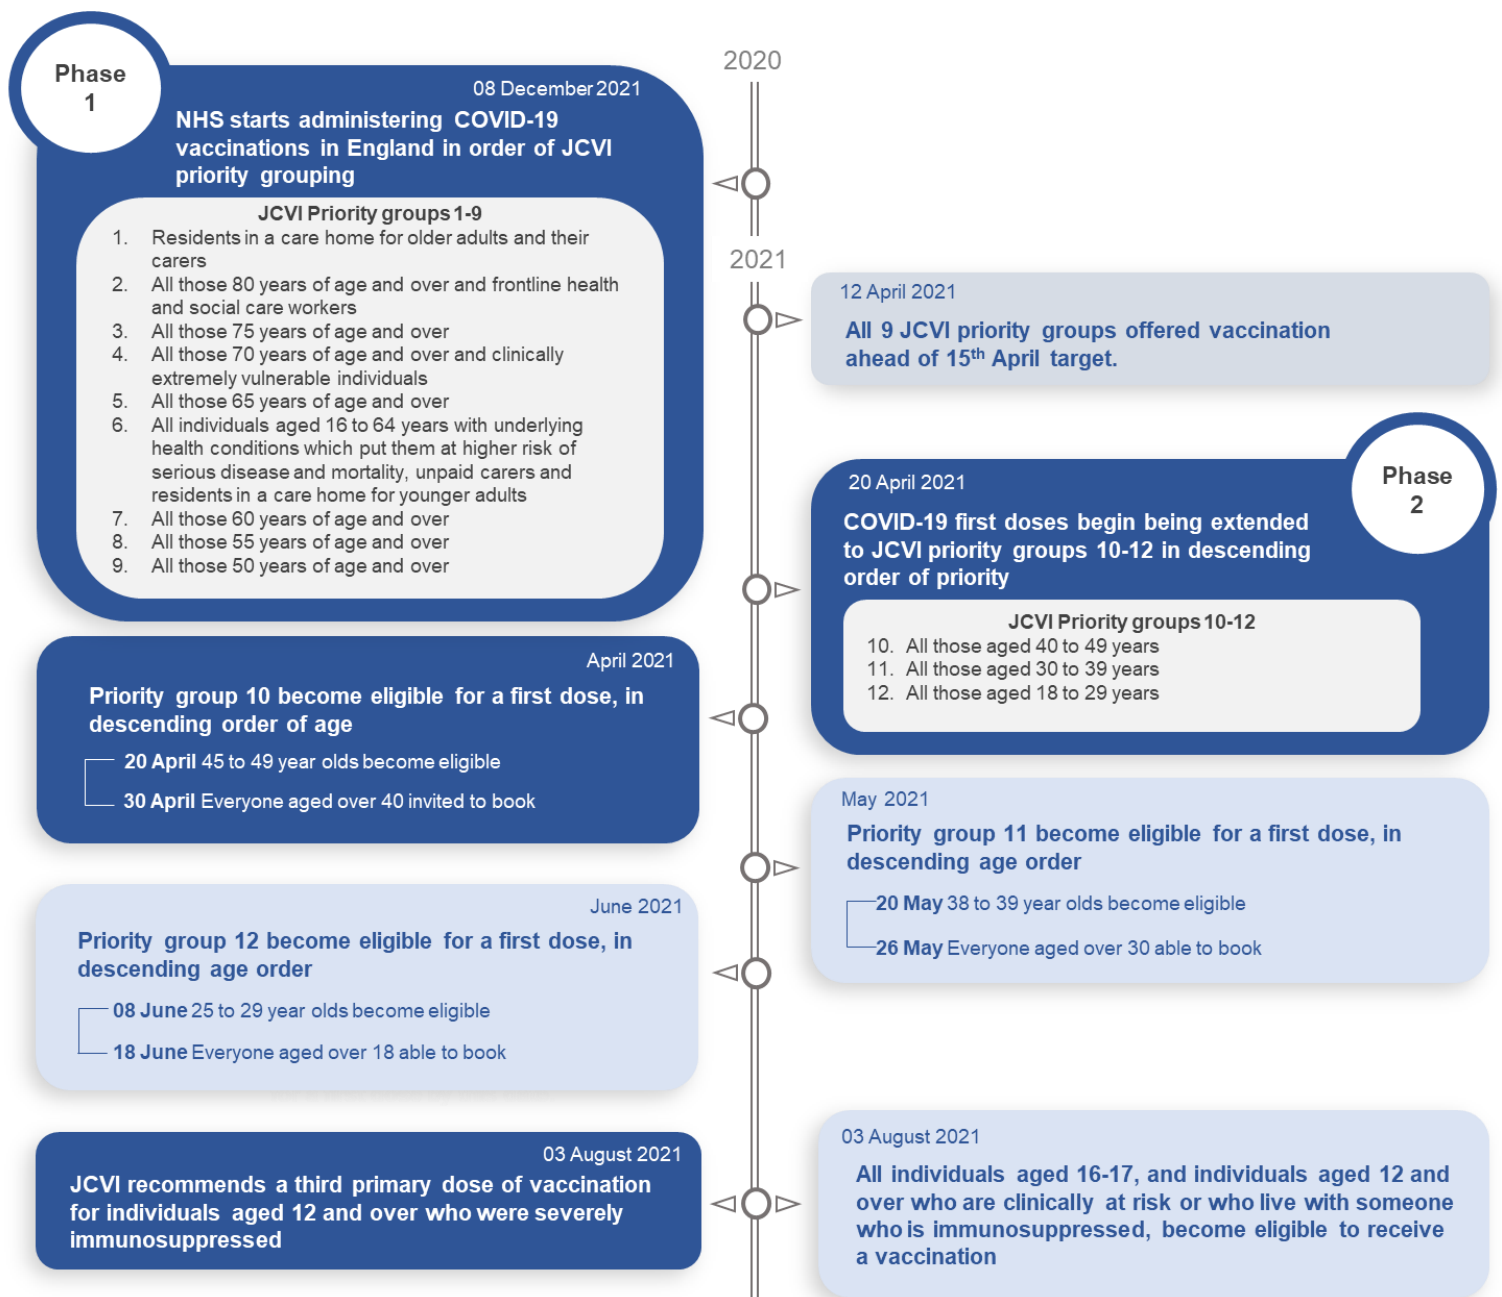 Phase
1
2020
08 December 2021
NHS starts administering COVID-19
vaccinations in England in order of JCVI
priority grouping
JCVI Priority groups 1-9
1. Residents in a care home for older adults and their
carers
2. All those 80 years of age and over and frontline health
and social care workers
3. All those 75 years of age and over
4. All those 70 years of age and over and clinically
extremely vulnerable individuals
5. All those 65 years of age and over
6. All individuals aged 16 to 64 years with underlying
health conditions which put them at higher risk of
serious disease and mortality, unpaid carers and
residents in a care home for younger adults
7. All those 60 years of age and over
8. All those 55 years of age and over
9. All those 50 years of age and over
2021
12 April 2021
All 9 JCVI priority groups offered vaccination
ahead of 15th April target.
Phase
2
20 April 2021
COVID-19 first doses begin being extended
to JCVI priority groups 10-12 in descending
order of priority
JCVI Priority groups 10-12
10. All those aged 40 to 49 years
11. All those aged 30 to 39 years
12. All those aged 18 to 29 years
April 2021
Priority group 10 become eligible for a first dose, in
descending order of age
20 April 45 to 49 year olds become eligible
30 April Everyone aged over 40 invited to book
May 2021
Priority group 11 become eligible for a first dose, in
descending age order
20 May 38 to 39 year olds become eligible
26 May Everyone aged over 30 able to book
June 2021
Priority group 12 become eligible for a first dose, in
descending age order
08 June 25 to 29 year olds become eligible
18 June Everyone aged over 18 able to book
03 August 2021
JCVI recommends a third primary dose of vaccination
for individuals aged 12 and over who were severely
immunosuppressed
03 August 2021
All individuals aged 16-17, and individuals aged 12 and
over who are clinically at risk or who live with someone
who is immunosuppressed, become eligible to receive
a vaccination